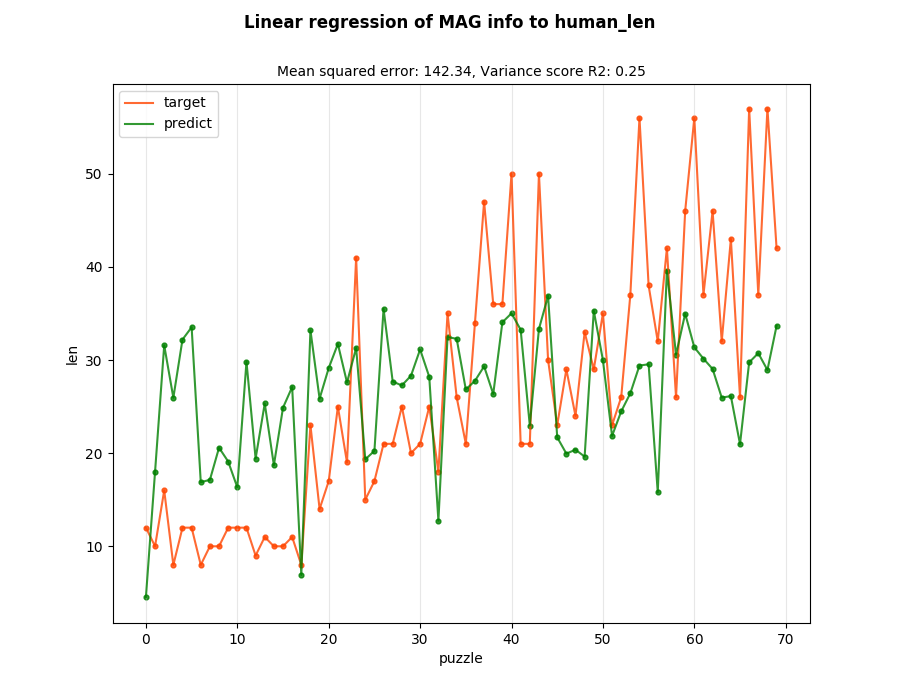 Linear regression of MAG info to human_len
Mean squared error: 142.34, Variance score R2: 0.25
target
predict
50
40
30
20
10
len
0 10 20 30 40 50 60 70
puzzle